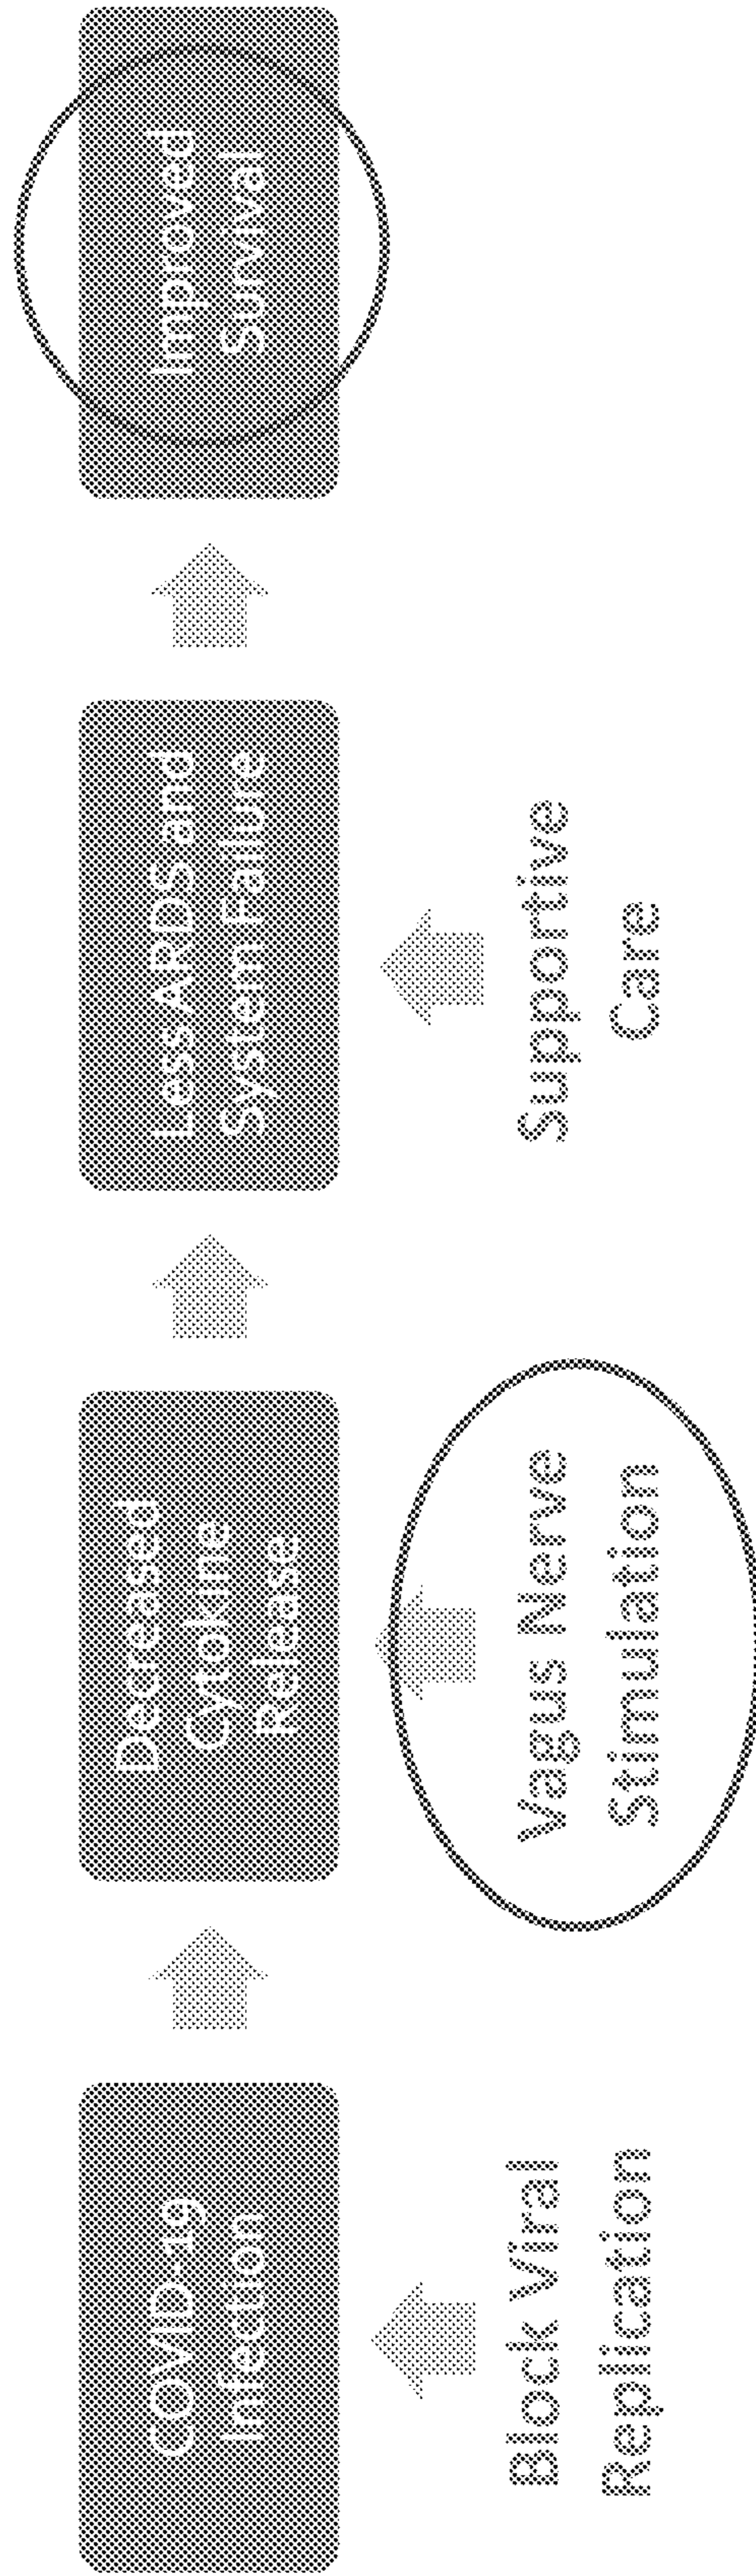 COVID-19
Infection
Decreased
Cytokine
Release
Less ARDS and
System Failure
Improved
Survival
Block Viral
Replication
Vagus Nerve
Stimulation
Supportive
Care